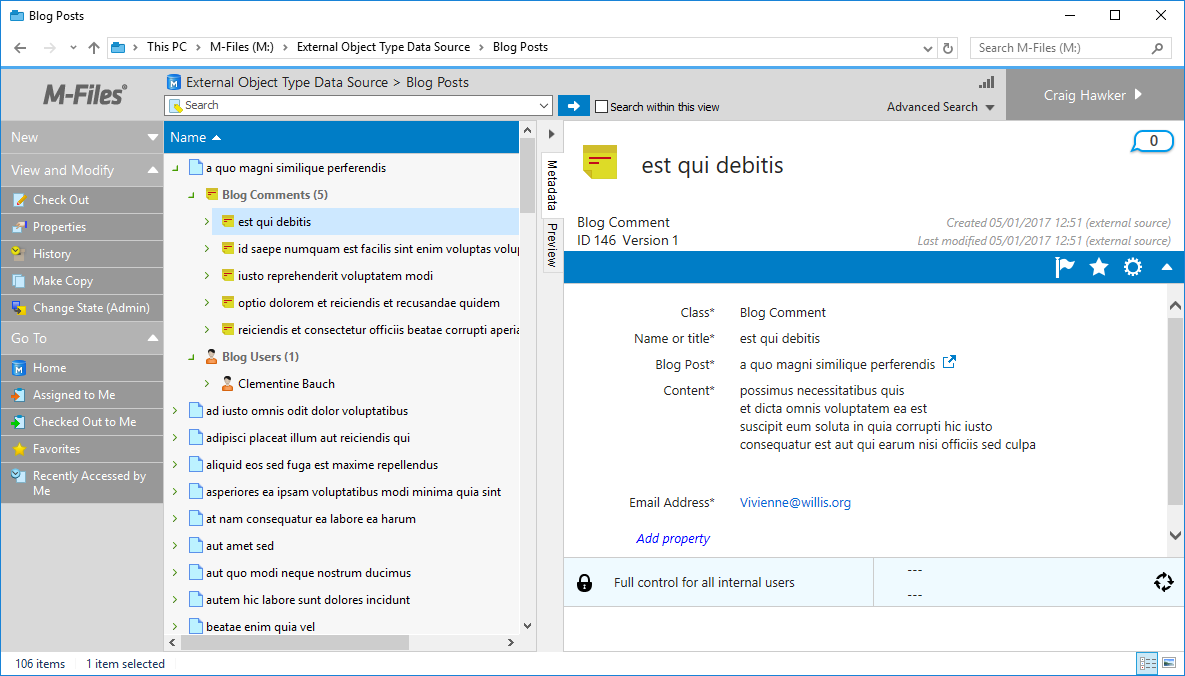 Blog Posts
This PC > M-Files (M:) > External Object Type Data Source > Blog Posts
Search M-Files (M:)
M-Files®
External Object Type Data Source > Blog Posts
Search
Search within this view
Advanced Search
Craig Hawker
New
View and Modify
Check Out
Properties
History
Make Copy
Change State (Admin)
Go To
Home
Assigned to Me
Checked Out to Me
Favorites
Recently Accessed by
Me
Name
a quo magni similique perferendis
Blog Comments (5)
est qui debitis
id saepe numquam est facilis sint enim voluptas volup
iusto reprehenderit voluptatem modi
optio dolorem et reiciendis et recusandae quidem
reiciendis et consectetur officiis beatae corrupti aperia
Blog Users (1)
Clementine Bauch
ad iusto omnis odit dolor voluptatibus
adipisci placeat illum aut reiciendis qui
aliquid eos sed fuga est maxime repellendus
asperiores ea ipsam voluptatibus modi minima quia sint
at nam consequatur ea labore ea harum
aut amet sed
aut quo modi neque nostrum ducimus
autem hic labore sunt dolores incidunt
beatae enim quia vel
Metadata
Preview
est qui debitis
0
Blog Comment
ID 146 Version 1
Created 05/01/2017 12:51 (external source)
Last modified 05/01/2017 12:51 (external source)
Class* Blog Comment
Name or title* est qui debitis
Blog Post* a quo magni similique perferendis
Content* possimus necessitatibus quis
et dicta omnis voluptatem ea est
suscipit eum soluta in quia corrupti hic iusto
consequatur est aut qui earum nisi officiis sed culpa
Email Address* Vivienne@willis.org
Add property
Full control for all internal users
---
---
106 items 1 item selected